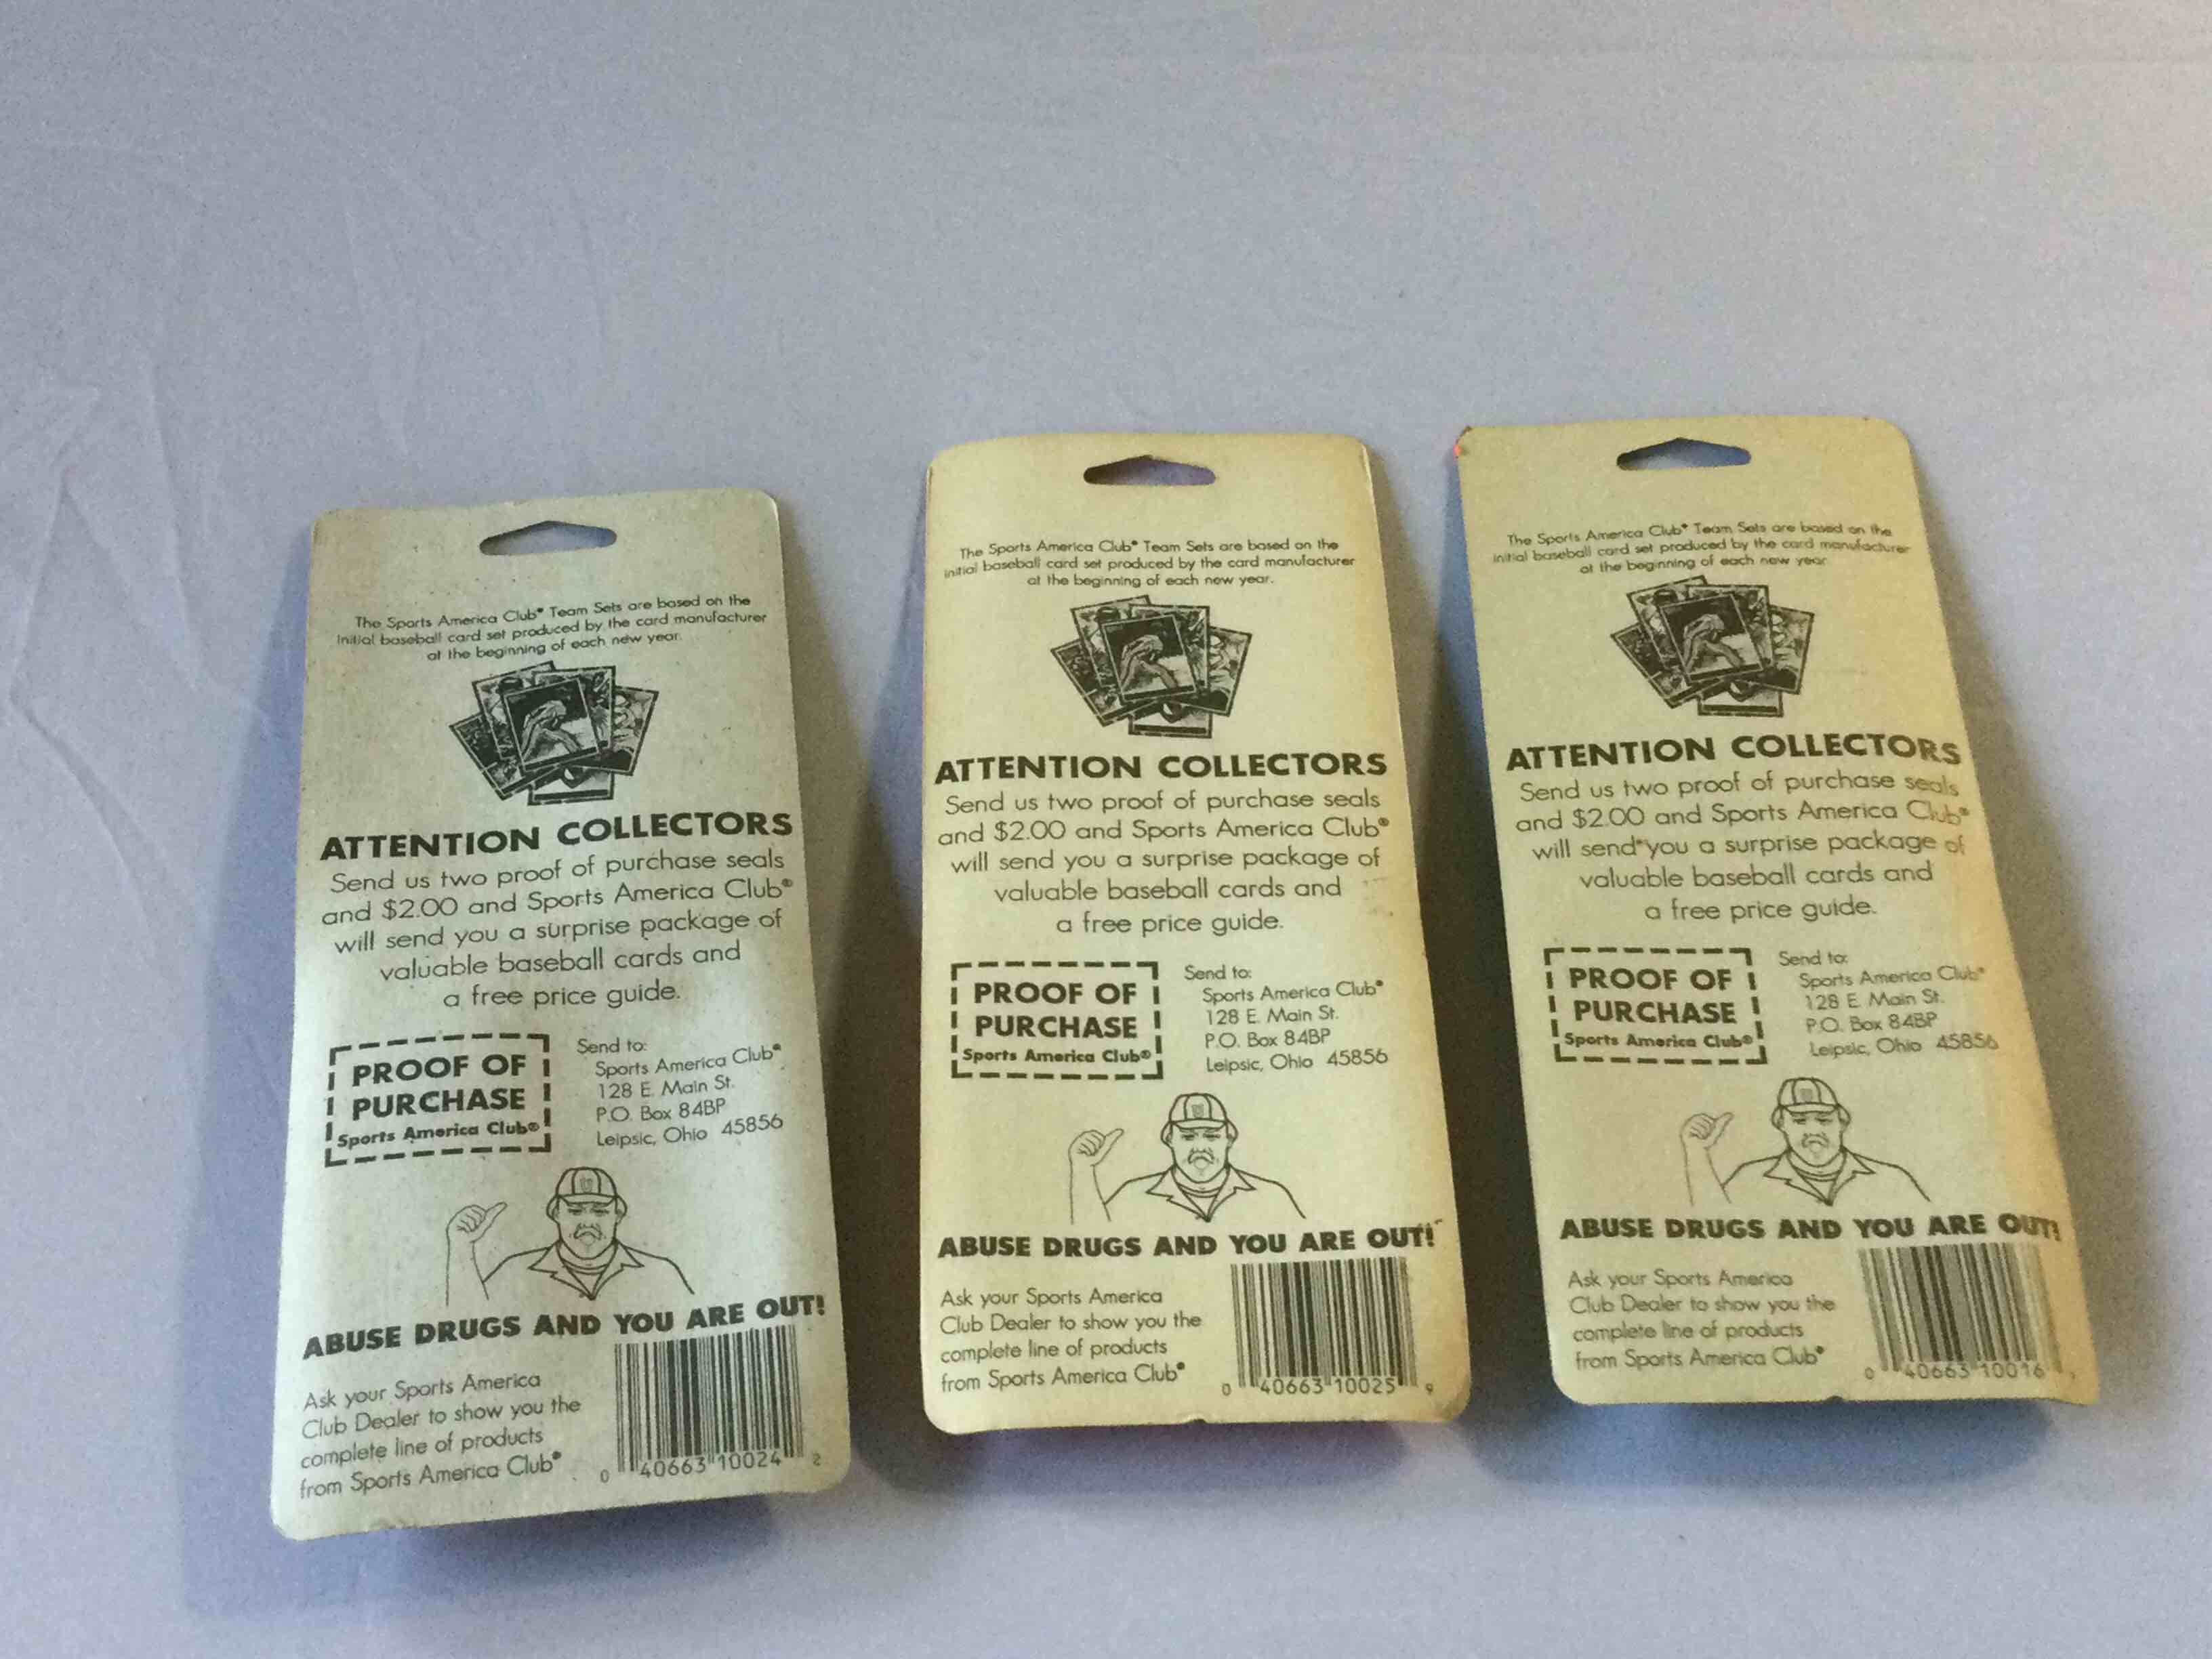 The Sports America Club® Team Sets are based on the
initial baseball card set produced by the card manufacturer
at the beginning of each new year.
ATTENTION COLLECTORS
Send us two proof of purchase seals
and $2.00 and Sports America Club®
will send you a surprise package of
valuable baseball cards and
a free price guide.
PROOF OF
PURCHASE
Sports America Club®
Send to:
Sports America Club®
128 E. Main St.
P.O. Box 84BP
Leipsic, Ohio 45856
ABUSE DRUGS AND YOU ARE OUT!
Ask your Sports America
Club Dealer to show you the
complete line of products
from Sports America Club®
0 40663 10024 2
The Sports America Club® Team Sets are based on the
initial baseball card set produced by the card manufacturer
at the beginning of each new year.
ATTENTION COLLECTORS
Send us two proof of purchase seals
and $2.00 and Sports America Club®
will send you a surprise package of
valuable baseball cards and
a free price guide.
PROOF OF
PURCHASE
Sports America Club®
Send to:
Sports America Club®
128 E. Main St.
P.O. Box 84BP
Leipsic, Ohio 45856
ABUSE DRUGS AND YOU ARE OUT!
Ask your Sports America
Club Dealer to show you the
complete line of products
from Sports America Club®
0 40663 10025 9
The Sports America Club® Team Sets are based on the
initial baseball card set produced by the card manufacturer
at the beginning of each new year
ATTENTION COLLECTORS
Send us two proof of purchase seals
and $2.00 and Sports America Club®
will send you a surprise package of
valuable baseball cards and
a free price guide.
PROOF OF
PURCHASE
Sports America Club®
Send to:
Sports America Club®
128 E. Main St.
P.O. Box 84BP
Leipsic, Ohio 45856
ABUSE DRUGS AND YOU ARE OUT!
Ask your Sports America
Club Dealer to show you the
complete line of products
from Sports America Club®
0 40663 10016